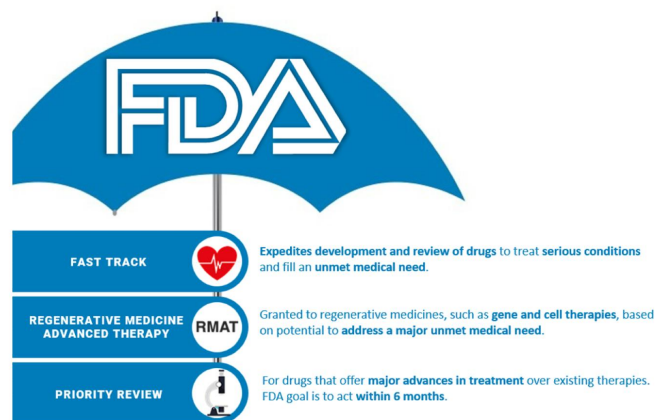 FDA
FAST TRACK
Expedites development and review of drugs to treat serious conditions
and fill an unmet medical need.
REGENERATIVE MEDICINE
ADVANCED THERAPY
RMAT
Granted to regenerative medicines, such as gene and cell therapies, based
on potential to address a major unmet medical need.
PRIORITY REVIEW
For drugs that offer major advances in treatment over existing therapies.
FDA goal is to act within 6 months.